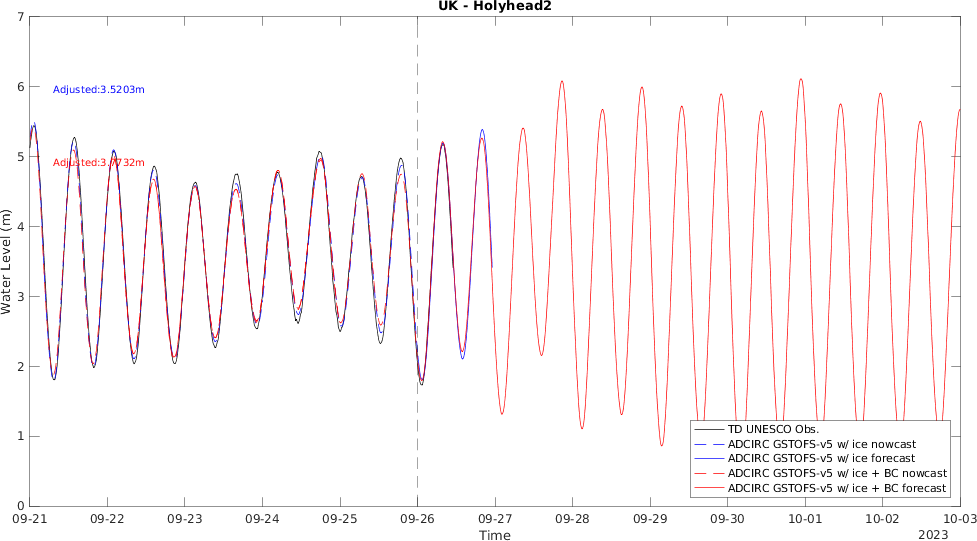 UK - Holyhead2
7
6
5
4
3
2
1
0
Water Level (m)
Adjusted:3.5203m
Adjusted:3.7732m
TD UNESCO Obs.
ADCIRC GSTOFS-v5 w/ ice nowcast
ADCIRC GSTOFS-v5 w/ ice forecast
ADCIRC GSTOFS-v5 w/ ice + BC nowcast
ADCIRC GSTOFS-v5 w/ ice + BC forecast
09-21 09-22 09-23 09-24 09-25 09-26 09-27 09-28 09-29 09-30 10-01 10-02 10-03
Time
2023